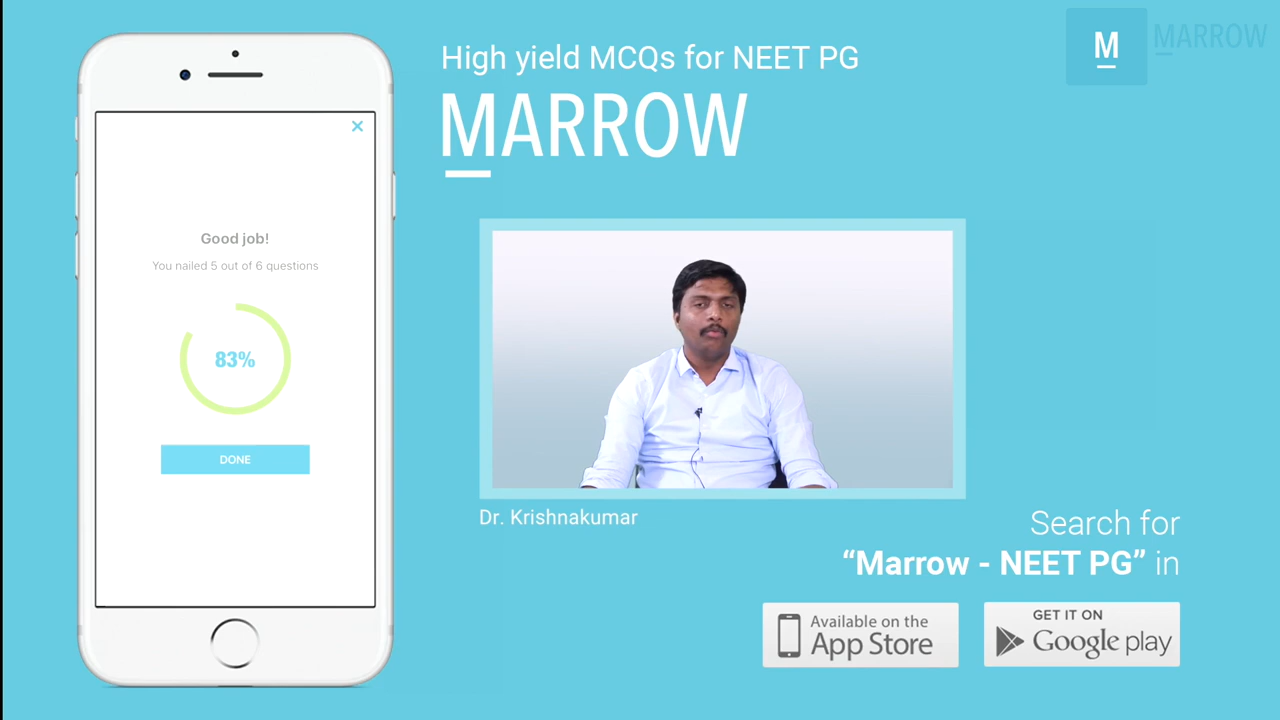 High yield MCQs for NEET PG
MARROW
M MARROW
Good job!
You nailed 5 out of 6 questions
83%
DONE
Dr. Krishnakumar
Search for
“Marrow - NEET PG” in
Available on the
App Store
GET IT ON
Google play